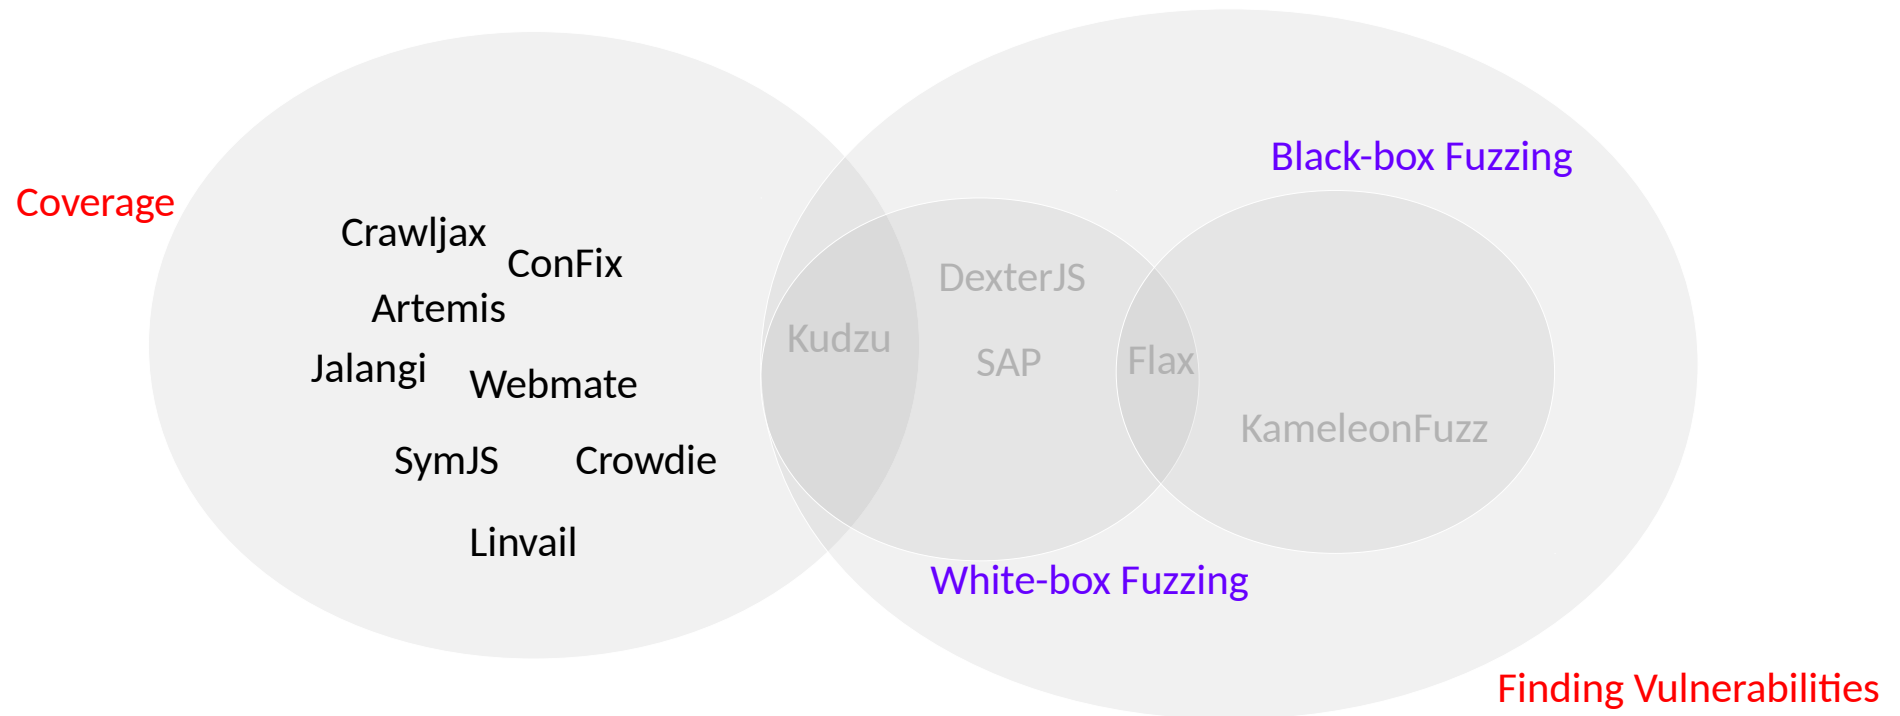 Coverage
Crawljax
ConFix
Artemis
Jalangi
Webmate
SymJS
Crowdie
Linvail
Kudzu
DexterJS
SAP
Flax
KameleonFuzz
Black-box Fuzzing
White-box Fuzzing
Finding Vulnerabilities